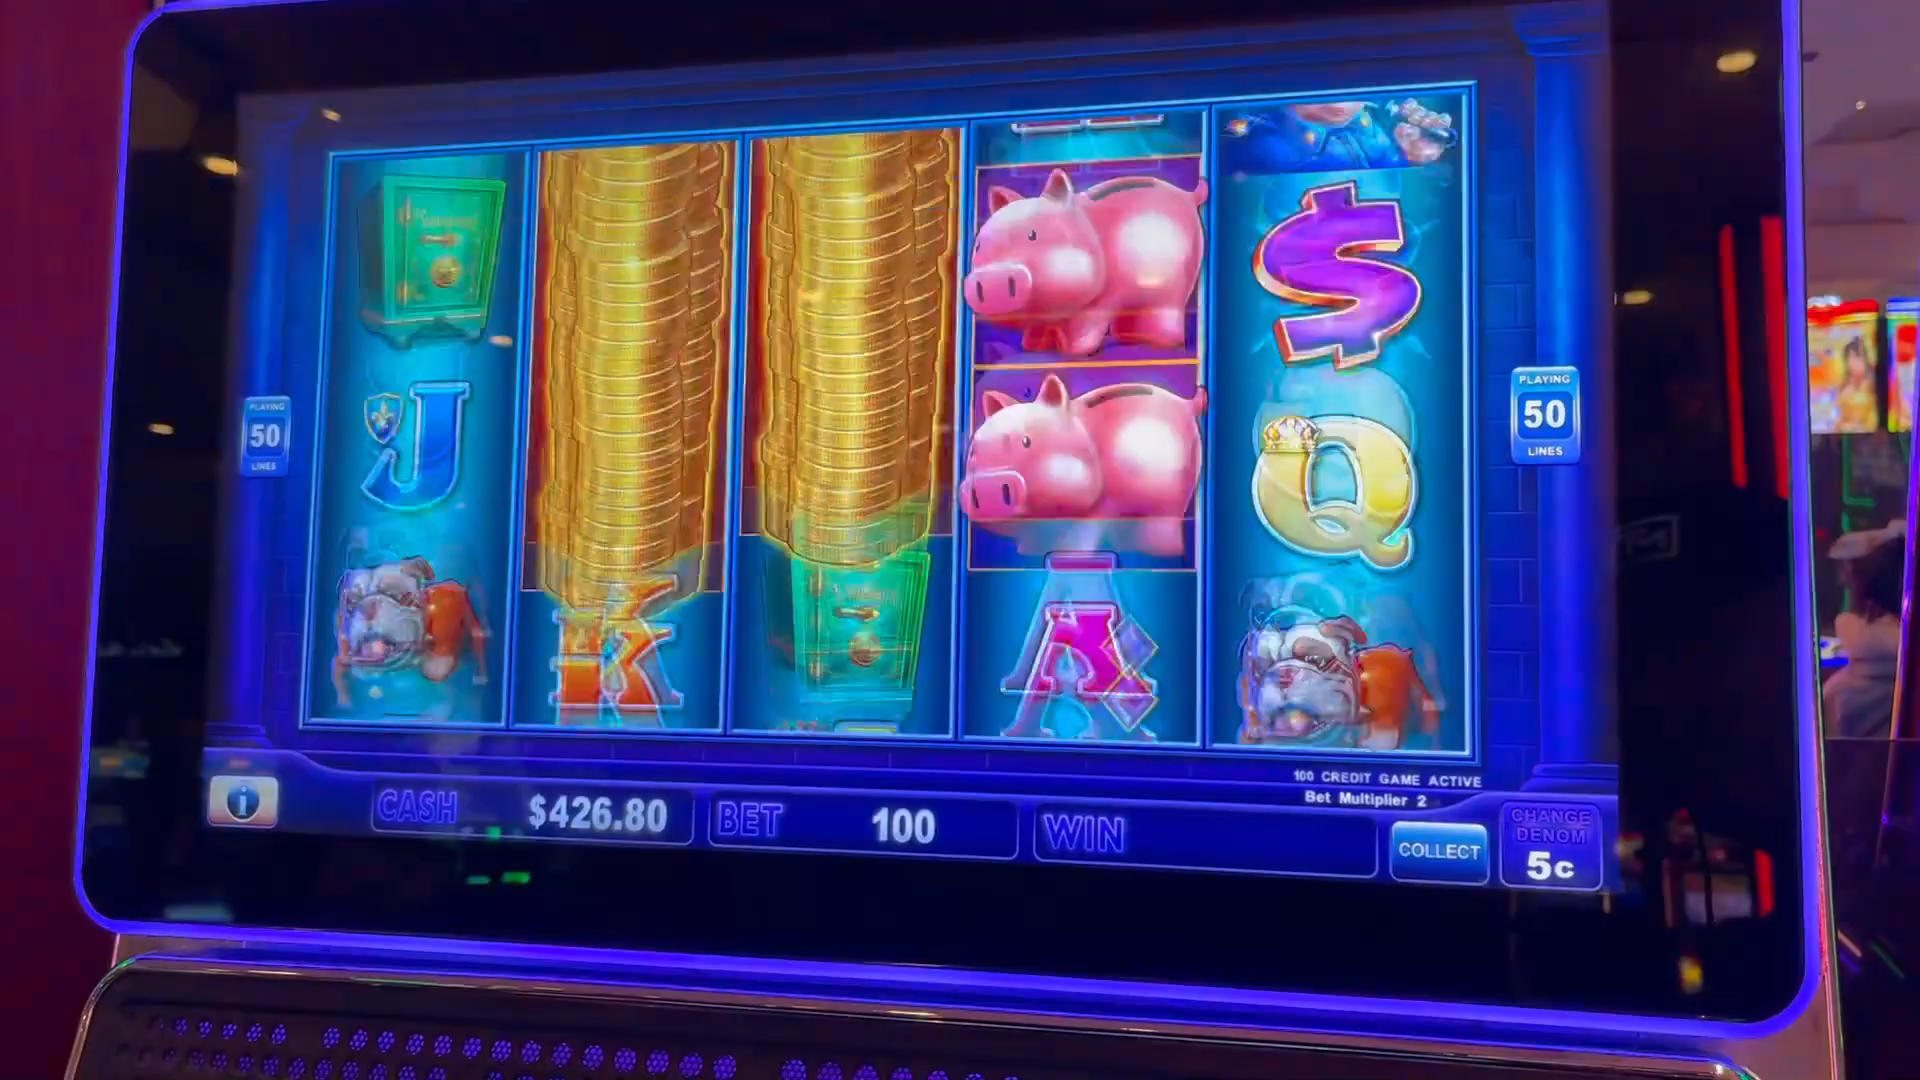 J
K
A
$
Q
PLAYING
50
LINES
PLAYING
50
LINES
100 CREDIT GAME ACTIVE
Bet Multiplier 2
CASH $426.80
BET 100
WIN
COLLECT
CHANGE
DENOM
5c
i